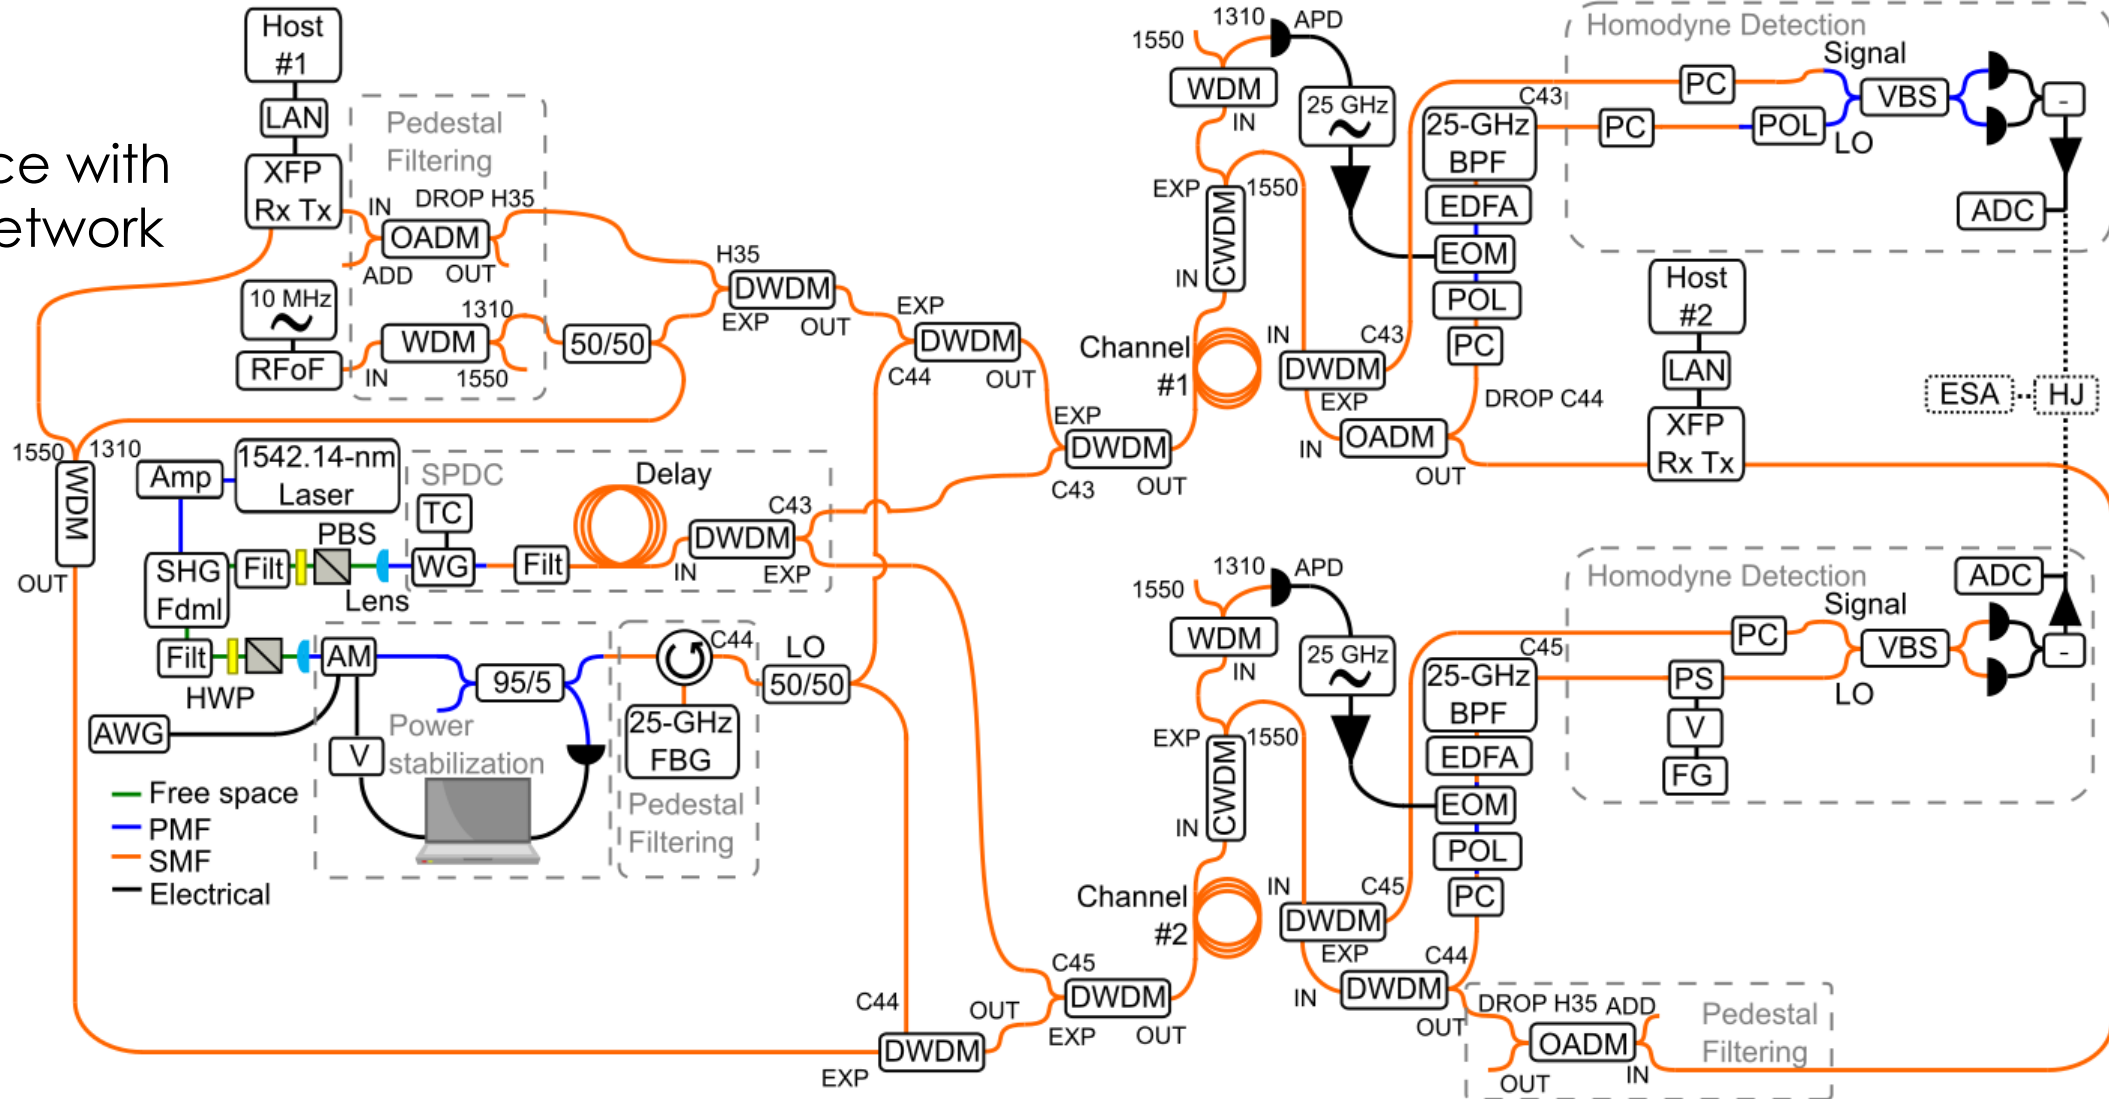 ce with
etwork
Host
#1
LAN
XFP
Rx Tx
Pedestal
Filtering
IN
DROP H35
OADM
ADD
OUT
10 MHz
RFoF
1310
WDM
IN
1550
50/50
H35
DWDM
EXP
OUT
EXP
DWDM
C44
OUT
EXP
DWDM
C43
OUT
1550
1310
WDM
OUT
Amp
1542.14-nm
Laser
SPDC
TC
Delay
C43
DWDM
IN
EXP
PBS
SHG
Fdml
Filt
Lens
WG
Filt
Filt
HWP
AM
AWG
V
95/5
Power
stabilization
C44
25-GHz
FBG
Pedestal
Filtering
LO
50/50
Free space
PMF
SMF
Electrical
C44
DWDM
EXP
OUT
C45
DWDM
EXP
OUT
1550
1310
APD
WDM
IN
25 GHz
EXP
1550
CWDM
IN
Channel
#1
IN
C43
DWDM
EXP
IN
OADM
OUT
DROP C44
C43
25-GHz
BPF
EDFA
EOM
POL
PC
Homodyne Detection
Signal
PC
PC
POL
LO
VBS
-
ADC
Host
#2
LAN
XFP
Rx Tx
ESA
HJ
1550
1310
APD
WDM
IN
25 GHz
EXP
1550
CWDM
IN
Channel
#2
IN
C45
DWDM
EXP
IN
DWDM
C44
OUT
C45
25-GHz
BPF
EDFA
EOM
POL
PC
Homodyne Detection
ADC
Signal
PC
PS
LO
VBS
-
V
FG
DROP H35
ADD
OADM
OUT
IN
Pedestal
Filtering